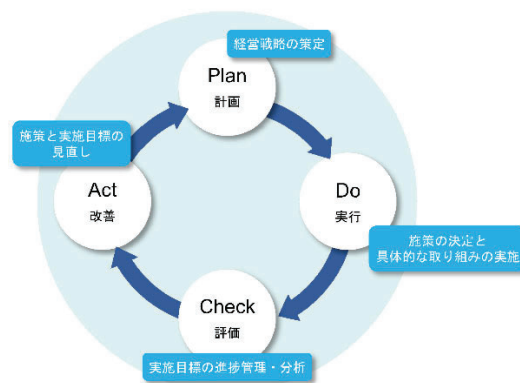 経営戦略の策定
Plan
計画
施策と実施目標の
見直し
Act
改善
Do
実行
施策の決定と
具体的な取り組みの実施
Check
評価
実施目標の進捗管理・分析